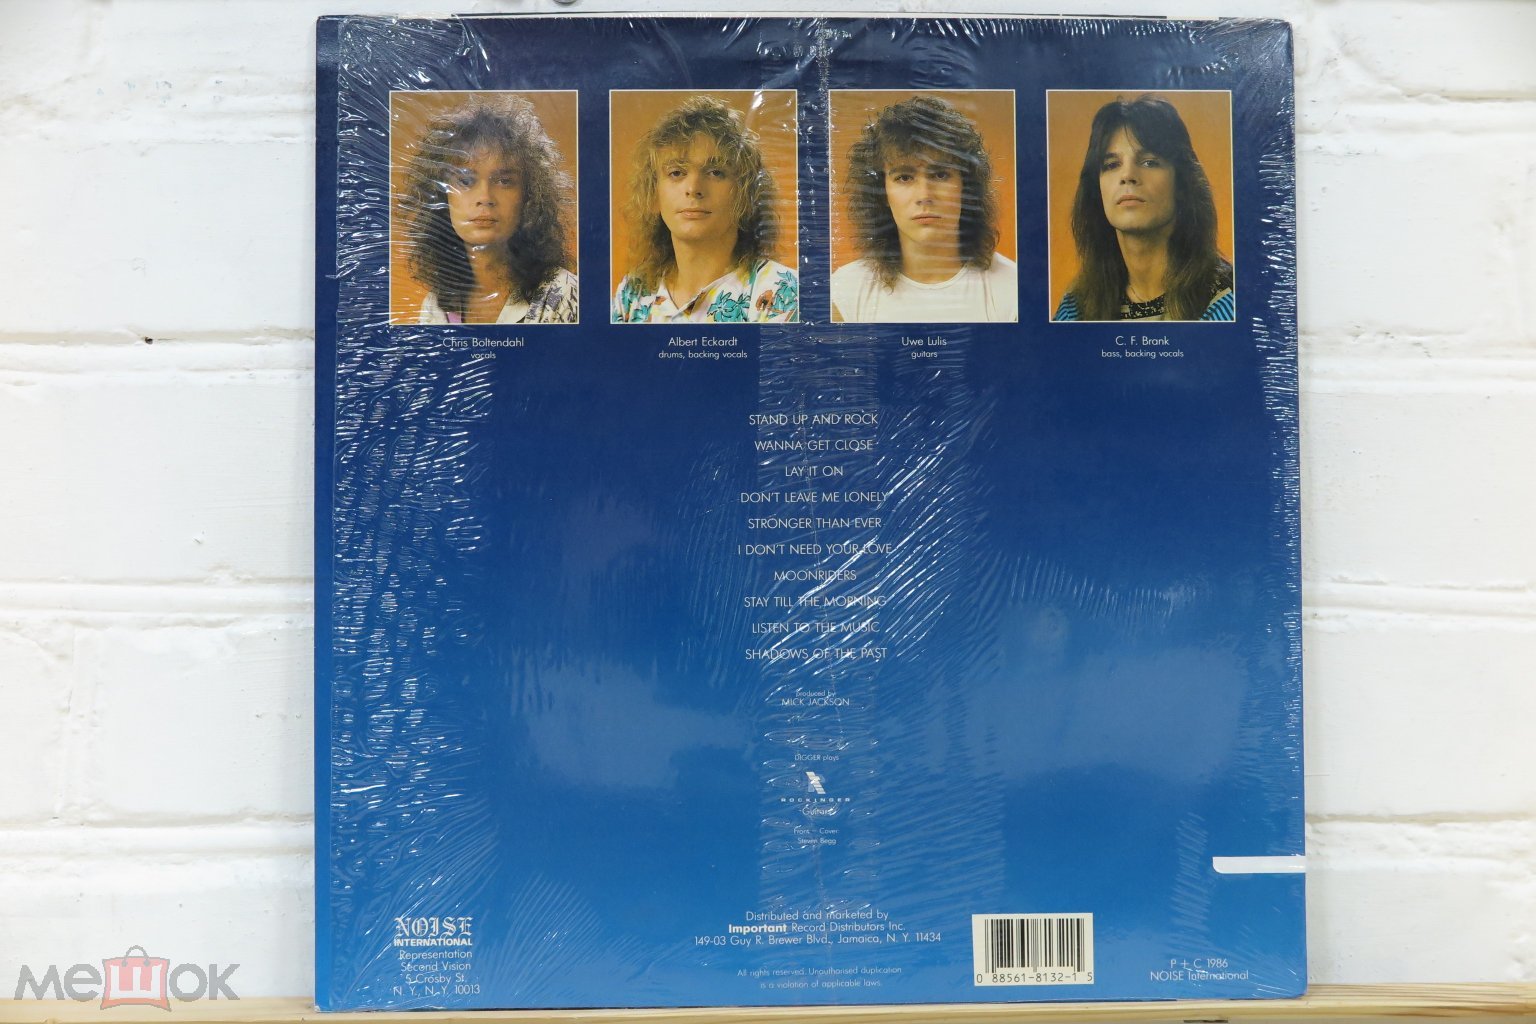 Chris Boltendahl
vocals
Albert Eckardt
drums, backing vocals
Uwe Lulis
guitars
C. F. Brank
bass, backing vocals
STAND UP AND ROCK
WANNA GET CLOSE
LAY IT ON
DON'T LEAVE ME LONELY
STRONGER THAN EVER
I DON'T NEED YOUR LOVE
MOONRIDERS
STAY TILL THE MORNING
LISTEN TO THE MUSIC
SHADOWS OF THE PAST
produced by
MICK JACKSON
DIGGER plays
ROCKINGER
Guitars
Front – Cover
Steven Begg
NOISE
INTERNATIONAL
Representation
Second Vision
5 Crosby St.
N. Y., N. Y. 10013
Distributed and marketed by
Important Record Distributors Inc.
149-03 Guy R. Brewer Blvd., Jamaica, N. Y. 11434
All rights reserved. Unauthorised duplication
is a violation of applicable laws.
0 88561-8132-1 5
P + C 1986
NOISE International
мешок